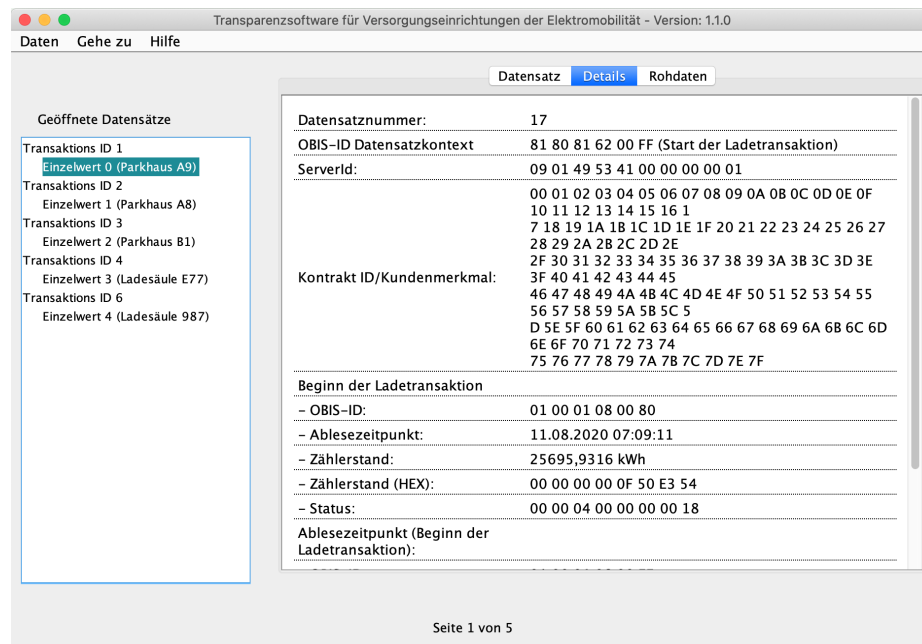 Transparenzsoftware für Versorgungseinrichtungen der Elektromobilität - Version: 1.1.0
Daten Gehe zu Hilfe
Datensatz Details Rohdaten
Geöffnete Datensätze
Transaktions ID 1
Einzelwert 0 (Parkhaus A9)
Transaktions ID 2
Einzelwert 1 (Parkhaus A8)
Transaktions ID 3
Einzelwert 2 (Parkhaus B1)
Transaktions ID 4
Einzelwert 3 (Ladesäule E77)
Transaktions ID 6
Einzelwert 4 (Ladesäule 987)
Datensatznummer: 17
OBIS-ID Datensatzkontext 81 80 81 62 00 FF (Start der Ladetransaktion)
ServerId: 09 01 49 53 41 00 00 00 00 01
Kontrakt ID/Kundenmerkmal:
00 01 02 03 04 05 06 07 08 09 0A 0B 0C 0D 0E 0F
10 11 12 13 14 15 16 1
7 18 19 1A 1B 1C 1D 1E 1F 20 21 22 23 24 25 26 27
28 29 2A 2B 2C 2D 2E
2F 30 31 32 33 34 35 36 37 38 39 3A 3B 3C 3D 3E
3F 40 41 42 43 44 45
46 47 48 49 4A 4B 4C 4D 4E 4F 50 51 52 53 54 55
56 57 58 59 5A 5B 5C 5
D 5E 5F 60 61 62 63 64 65 66 67 68 69 6A 6B 6C 6D
6E 6F 70 71 72 73 74
75 76 77 78 79 7A 7B 7C 7D 7E 7F
Beginn der Ladetransaktion
- OBIS-ID: 01 00 01 08 00 80
- Ablesezeitpunkt: 11.08.2020 07:09:11
- Zählerstand: 25695,9316 kWh
- Zählerstand (HEX): 00 00 00 00 0F 50 E3 54
- Status: 00 00 04 00 00 00 00 18
Ablesezeitpunkt (Beginn der
Ladetransaktion):
Seite 1 von 5